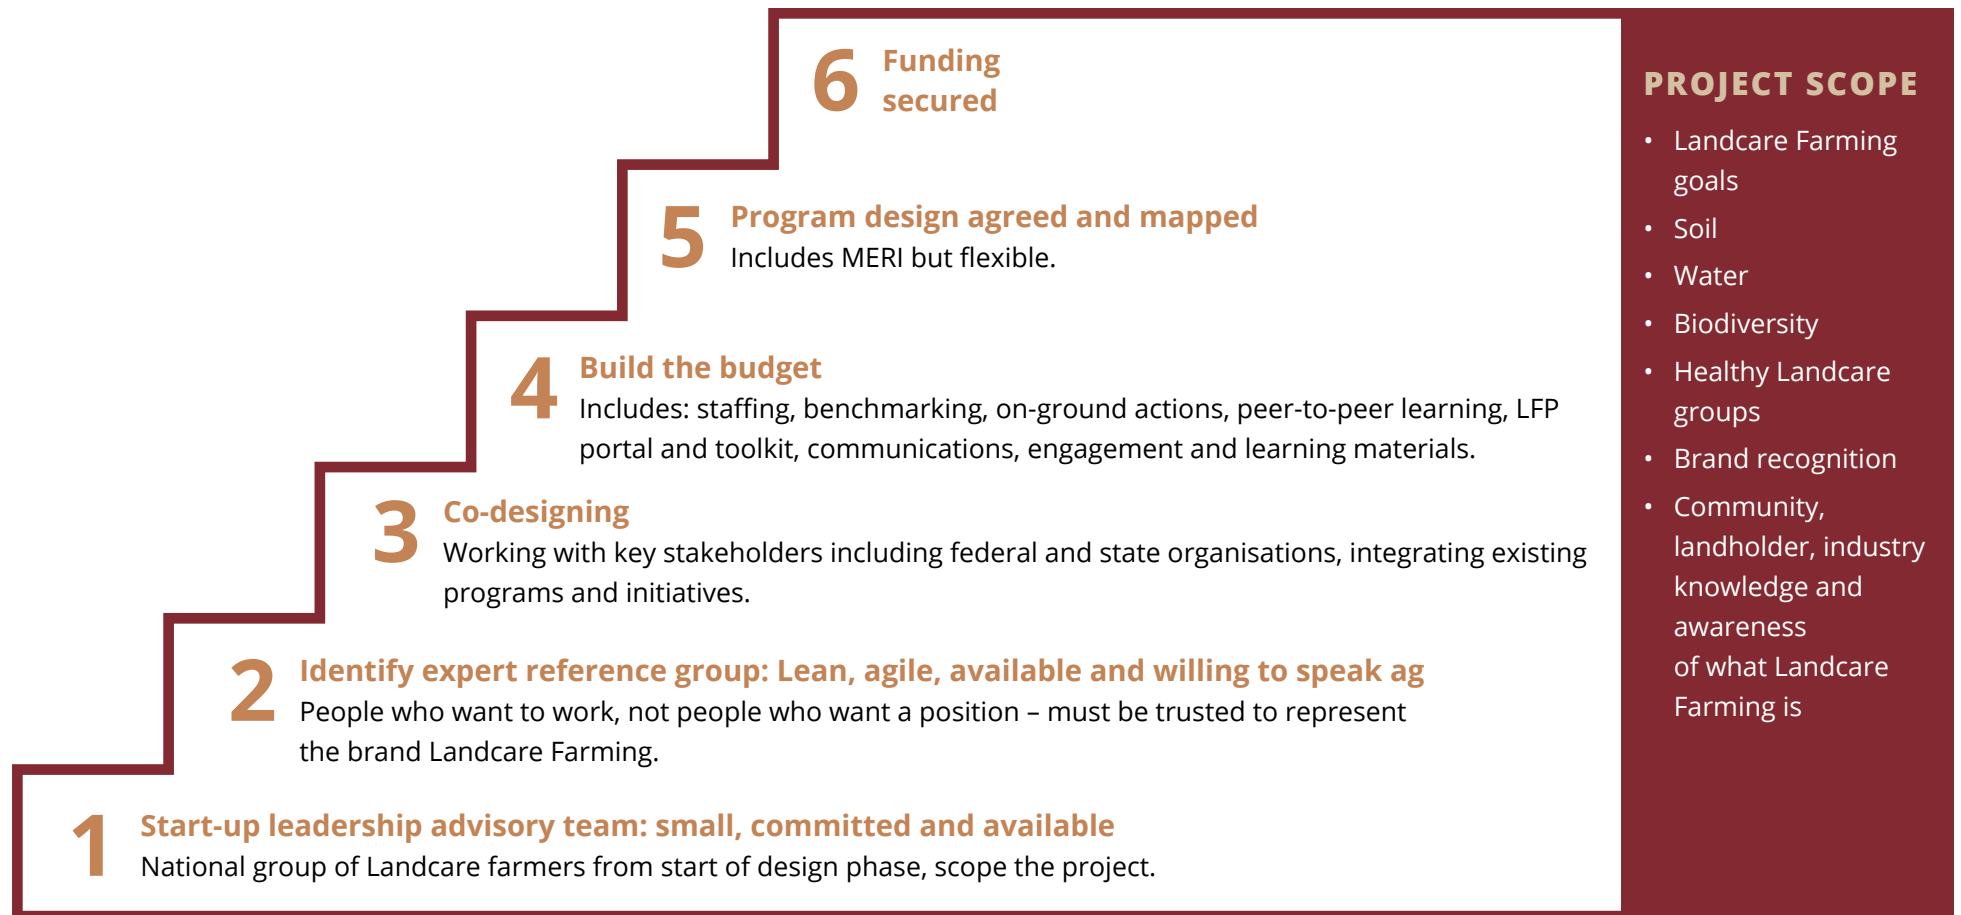 6 Funding
secured
5 Program design agreed and mapped
Includes MERI but flexible.
4 Build the budget
Includes: staffing, benchmarking, on-ground actions, peer-to-peer learning, LFP
portal and toolkit, communications, engagement and learning materials.
3 Co-designing
Working with key stakeholders including federal and state organisations, integrating existing
programs and initiatives.
2 Identify expert reference group: Lean, agile, available and willing to speak ag
People who want to work, not people who want a position – must be trusted to represent
the brand Landcare Farming.
1 Start-up leadership advisory team: small, committed and available
National group of Landcare farmers from start of design phase, scope the project.
PROJECT SCOPE
• Landcare Farming
goals
• Soil
• Water
• Biodiversity
• Healthy Landcare
groups
• Brand recognition
• Community,
landholder, industry
knowledge and
awareness
of what Landcare
Farming is